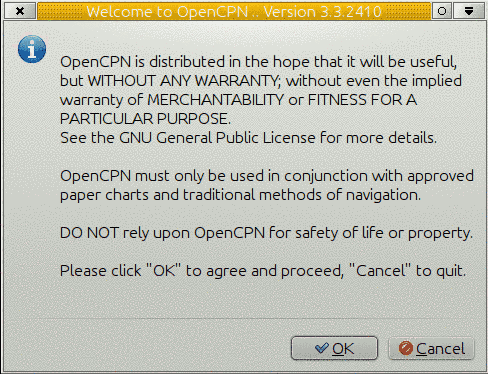 Welcome to OpenCPN .. Version 3.3.2410
OpenCPN is distributed in the hope that it will be useful,
but WITHOUT ANY WARRANTY; without even the implied
warranty of MERCHANTABILITY or FITNESS FOR A
PARTICULAR PURPOSE.
See the GNU General Public License for more details.
OpenCPN must only be used in conjunction with approved
paper charts and traditional methods of navigation.
DO NOT rely upon OpenCPN for safety of life or property.
Please click "OK" to agree and proceed, "Cancel" to quit.
OK Cancel